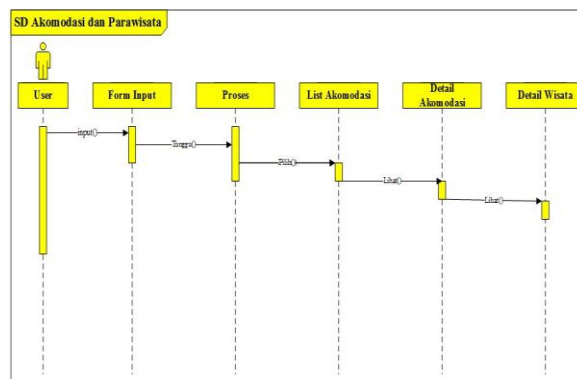 SD Akomodasi dan Parawisata
User
Form Input
Proses
List Akomodasi
Detail
Akomodasi
Detail Wisata
input()
Tunggu()
Pilih()
Lihat()
Lihat()